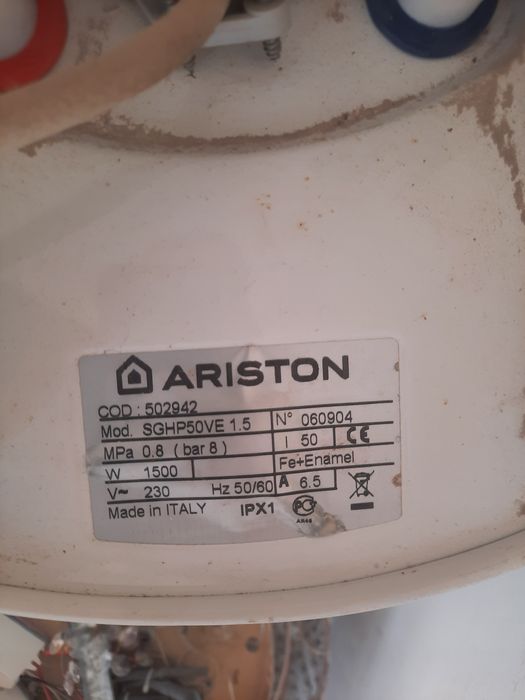 ARISTON
COD : 502942
Mod. SGHP50VE 1.5 N° 060904
MPa 0.8 ( bar 8 ) l 50 CE
W 1500 Fe+Enamel
V~ 230 Hz 50/60 A 6.5
Made in ITALY IPX1